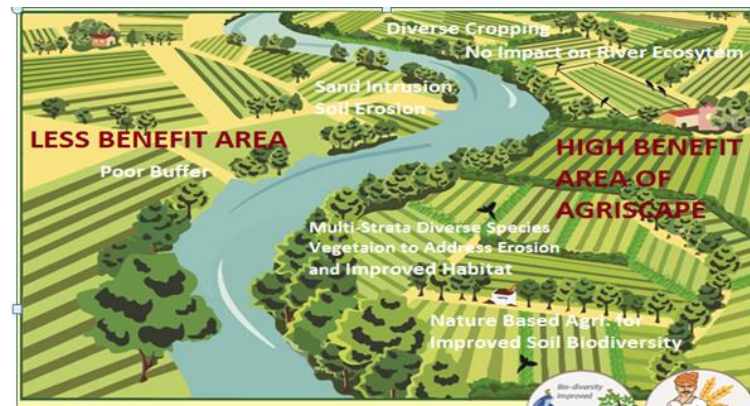 Diverse Cropping
No Impact on River Ecosytem
Sand Intrusion
Soil Erosion
LESS BENEFIT AREA
HIGH BENEFIT
AREA OF
AGRISCAPE
Poor Buffer
Multi-Strata Diverse Species
Vegetaion to Address Erosion
and Improved Habitat
Nature Based Agri. for
Improved Soil Biodiversity
Bio-diversity
improved